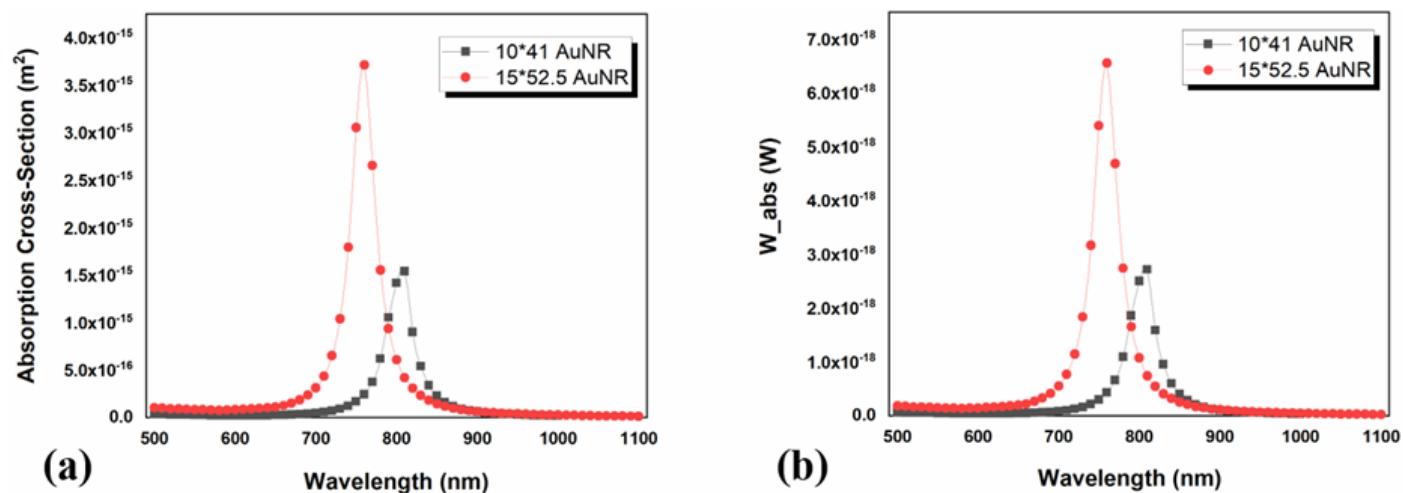 4.0x10⁻¹⁵
3.5x10⁻¹⁵
3.0x10⁻¹⁵
2.5x10⁻¹⁵
2.0x10⁻¹⁵
1.5x10⁻¹⁵
1.0x10⁻¹⁵
5.0x10⁻¹⁶
0.0
Absorption Cross-Section (m²)
10*41 AuNR
15*52.5 AuNR
500 600 700 800 900 1000 1100
Wavelength (nm)
(a)
7.0x10⁻¹⁸
6.0x10⁻¹⁸
5.0x10⁻¹⁸
4.0x10⁻¹⁸
3.0x10⁻¹⁸
2.0x10⁻¹⁸
1.0x10⁻¹⁸
0.0
W_abs (W)
10*41 AuNR
15*52.5 AuNR
500 600 700 800 900 1000 1100
Wavelength (nm)
(b)